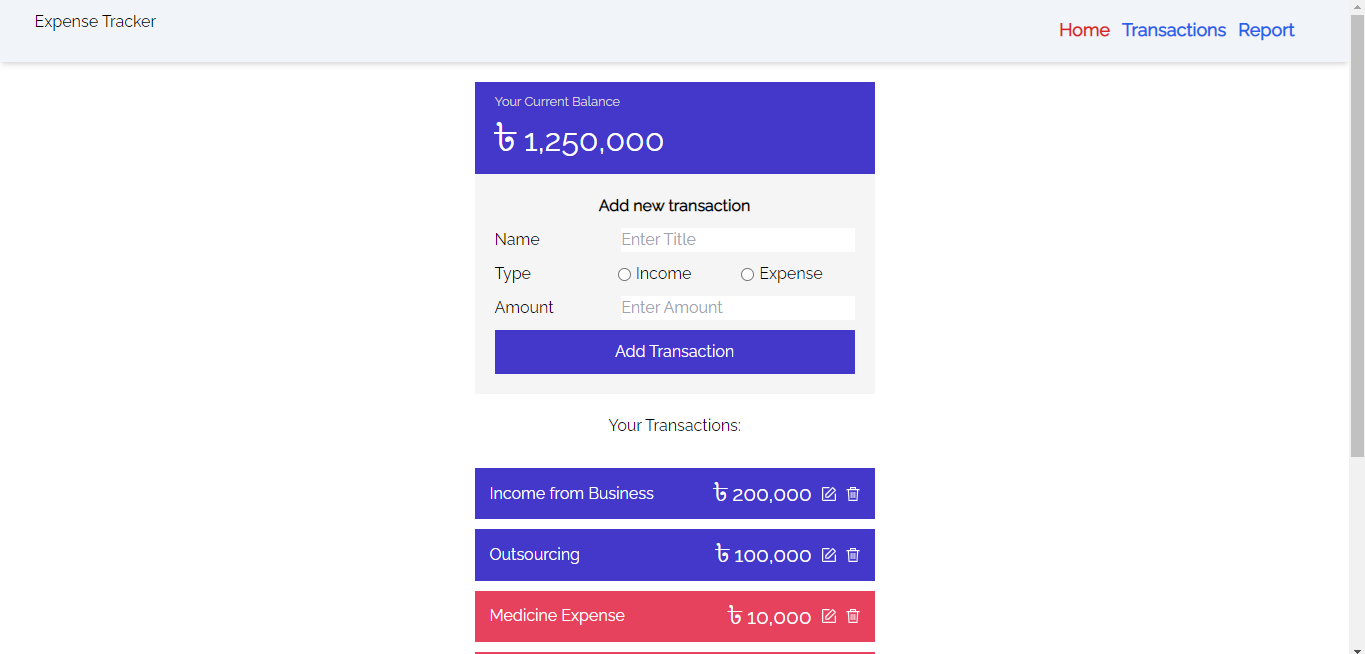 Expense Tracker
Home Transactions Report
Your Current Balance
৳ 1,250,000
Add new transaction
Name Enter Title
Type Income Expense
Amount Enter Amount
Add Transaction
Your Transactions:
Income from Business ৳ 200,000
Outsourcing ৳ 100,000
Medicine Expense ৳ 10,000